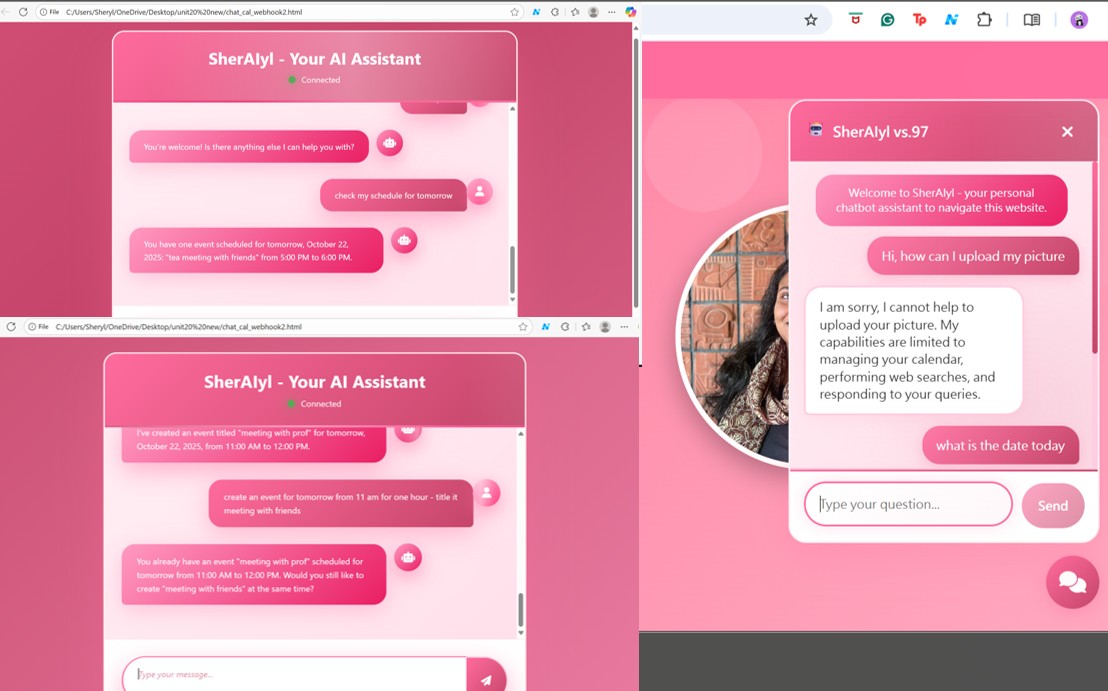 File C:/Users/Sheryl/OneDrive/Desktop/unit20%20new/chat_cal_webhook2.html
SherAIyl - Your AI Assistant
Connected
You're welcome! Is there anything else I can help you with?
check my schedule for tomorrow
You have one event scheduled for tomorrow, October 22,
2025: "tea meeting with friends" from 5:00 PM to 6:00 PM.
File C:/Users/Sheryl/OneDrive/Desktop/unit20%20new/chat_cal_webhook2.html
SherAIyl - Your AI Assistant
Connected
I've created an event titled "meeting with prof" for tomorrow,
October 22, 2025, from 11:00 AM to 12:00 PM.
create an event for tomorrow from 11 am for one hour - title it
meeting with friends
You already have an event "meeting with prof" scheduled for
tomorrow from 11:00 AM to 12:00 PM. Would you still like to
create "meeting with friends" at the same time?
Type your message...
Tp
SherAIyl vs.97
Welcome to SherAIyl - your personal
chatbot assistant to navigate this website.
Hi, how can I upload my picture
I am sorry, I cannot help to
upload your picture. My
capabilities are limited to
managing your calendar,
performing web searches, and
responding to your queries.
what is the date today
Type your question...
Send